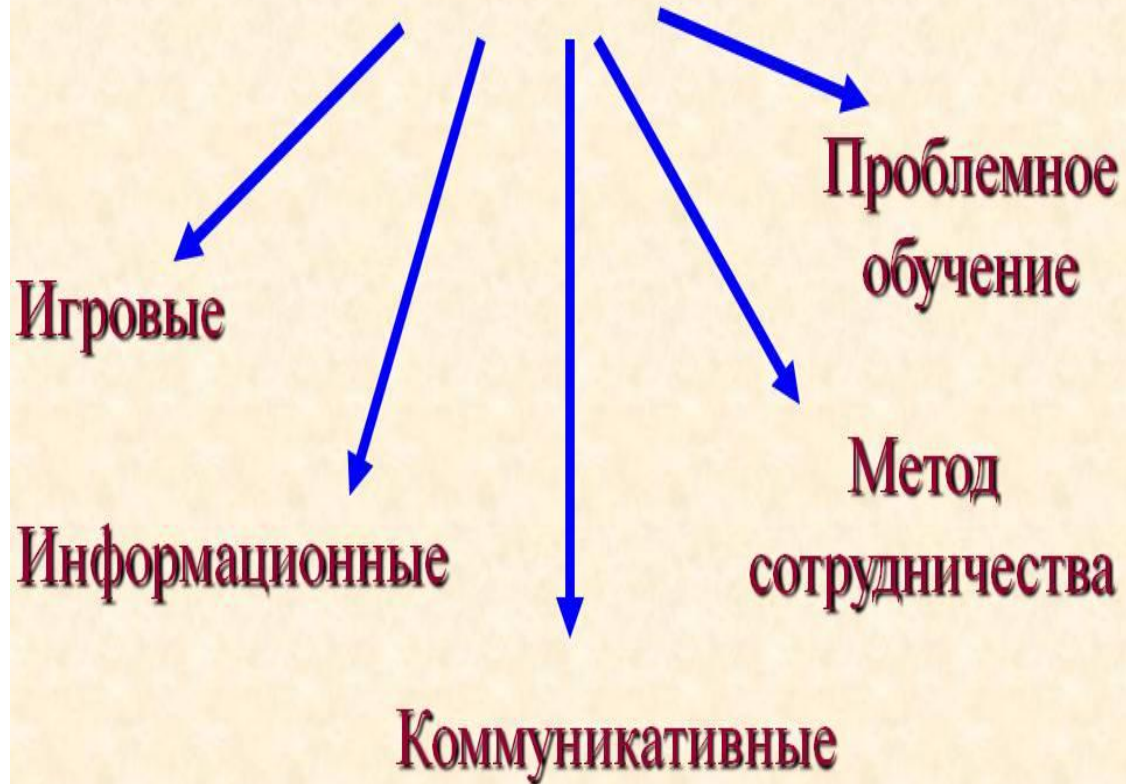 Проблемное
обучение
Игровые
Метод
сотрудничества
Информационные
Коммуникативные